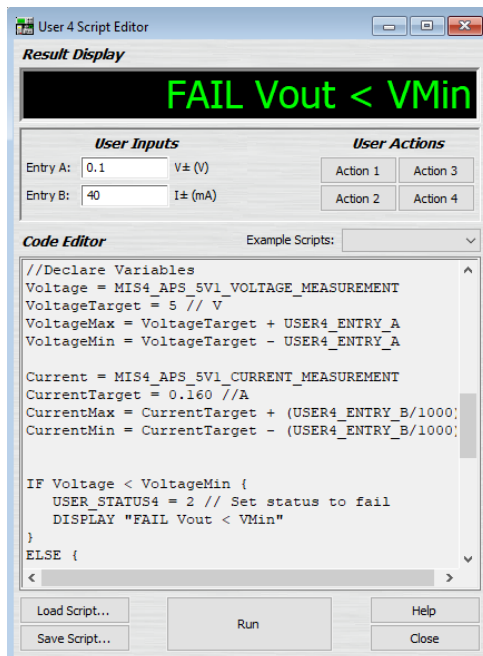 User 4 Script Editor
Result Display
FAIL Vout < VMin
User Inputs
User Actions
Entry A: 0.1 V± (V)
Action 1 Action 3
Entry B: 40 I± (mA)
Action 2 Action 4
Code Editor
Example Scripts:
//Declare Variables
Voltage = MIS4_APS_5V1_VOLTAGE_MEASUREMENT
VoltageTarget = 5 // V
VoltageMax = VoltageTarget + USER4_ENTRY_A
VoltageMin = VoltageTarget - USER4_ENTRY_A
Current = MIS4_APS_5V1_CURRENT_MEASUREMENT
CurrentTarget = 0.160 //A
CurrentMax = CurrentTarget + (USER4_ENTRY_B/1000)
CurrentMin = CurrentTarget - (USER4_ENTRY_B/1000)
IF Voltage < VoltageMin {
USER_STATUS4 = 2 // Set status to fail
DISPLAY "FAIL Vout < VMin"
}
ELSE {
Load Script...
Run
Help
Save Script...
Close